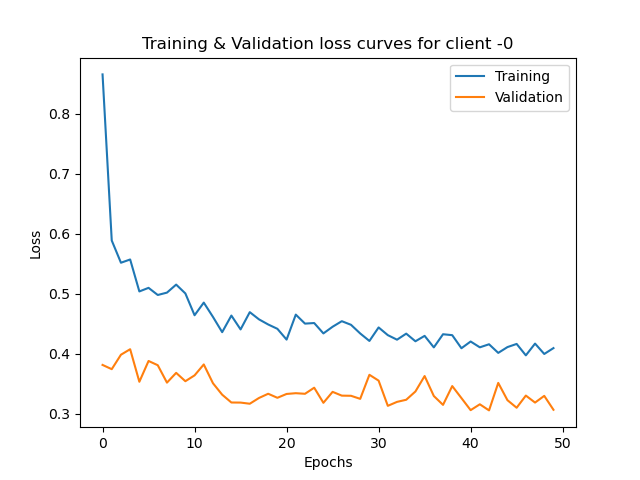 Training & Validation loss curves for client -0
Training
Validation
Loss
0.8
0.7
0.6
0.5
0.4
0.3
0
10
20
30
40
50
Epochs